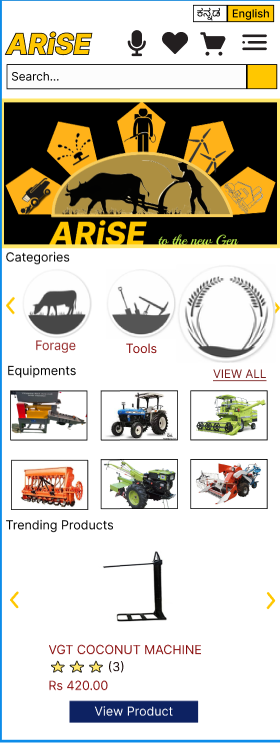 ಕನ್ನಡ English
ARiSE
Search...
ARiSE
to the new Gen
Categories
Forage
Tools
Equipments
VIEW ALL
Trending Products
VGT COCONUT MACHINE
(3)
Rs 420.00
View Product